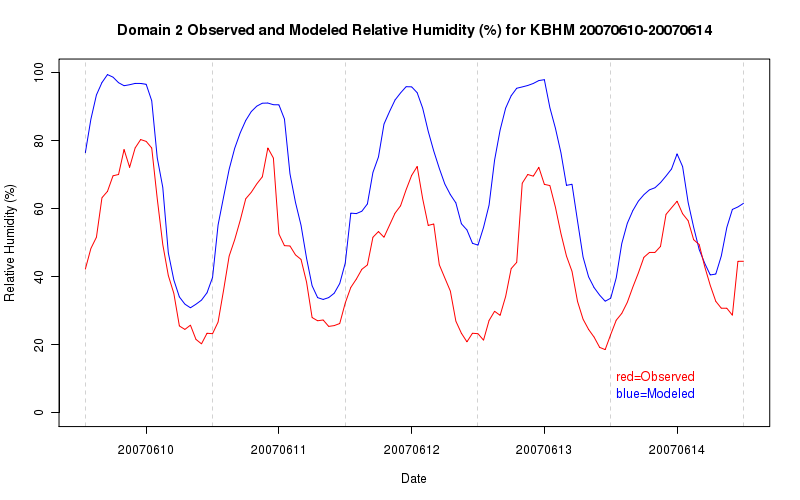 Domain 2 Observed and Modeled Relative Humidity (%) for KBHM 20070610-20070614
Relative Humidity (%)
100
80
60
40
20
0
red=Observed
blue=Modeled
20070610 20070611 20070612 20070613 20070614
Date